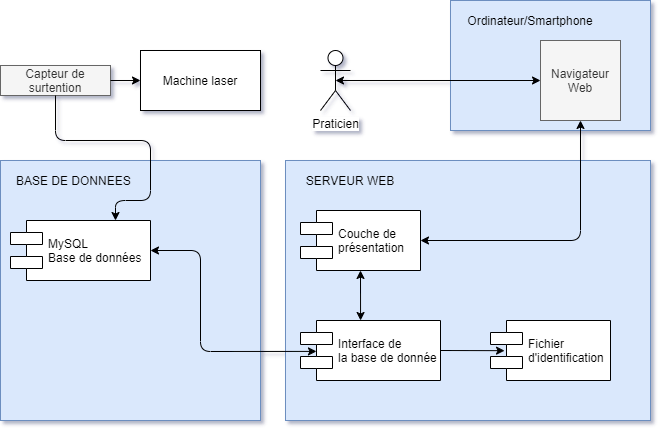 Ordinateur/Smartphone
Capteur de
surtention
Machine laser
Navigateur
Web
Praticien
BASE DE DONNEES
SERVEUR WEB
MySQL
Base de données
Couche de
présentation
Interface de
la base de donnée
Fichier
d'identification